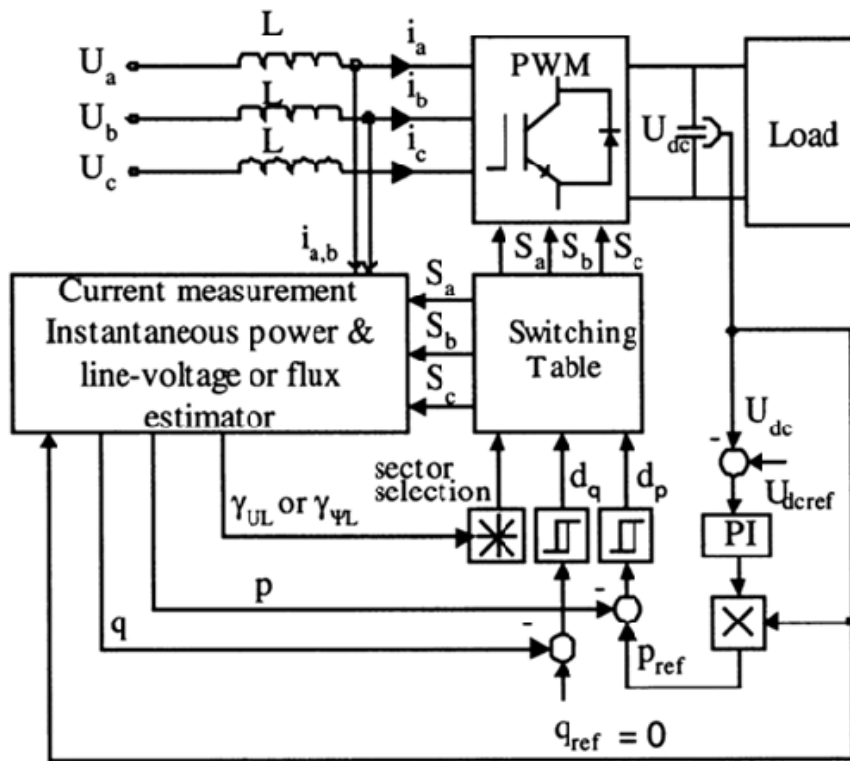 L
i_a
U_a
PWM
L
i_b
U_b
U_dc
Load
L
i_c
U_c
i_a,b
S_a S_b S_c
Current measurement
Instantaneous power &
line-voltage or flux
estimator
S_a
S_b
S_c
Switching
Table
U_dc
-
U_dcref
sector
selection
d_q
d_p
γ_UL or γ_ΨL
PI
p
-
q
-
p_ref
q_ref = 0